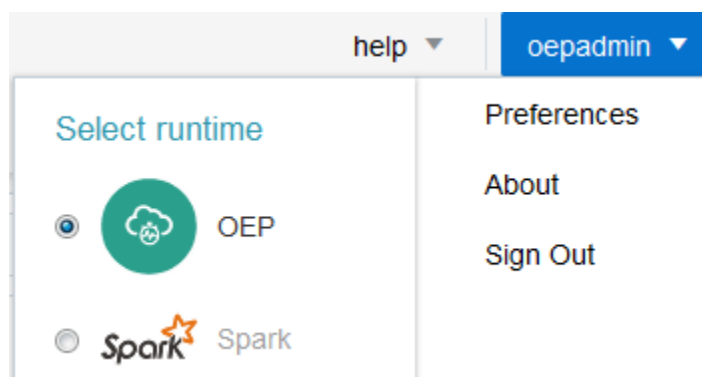 help oepadmin
Select runtime
OEP
Spark Spark
Preferences
About
Sign Out